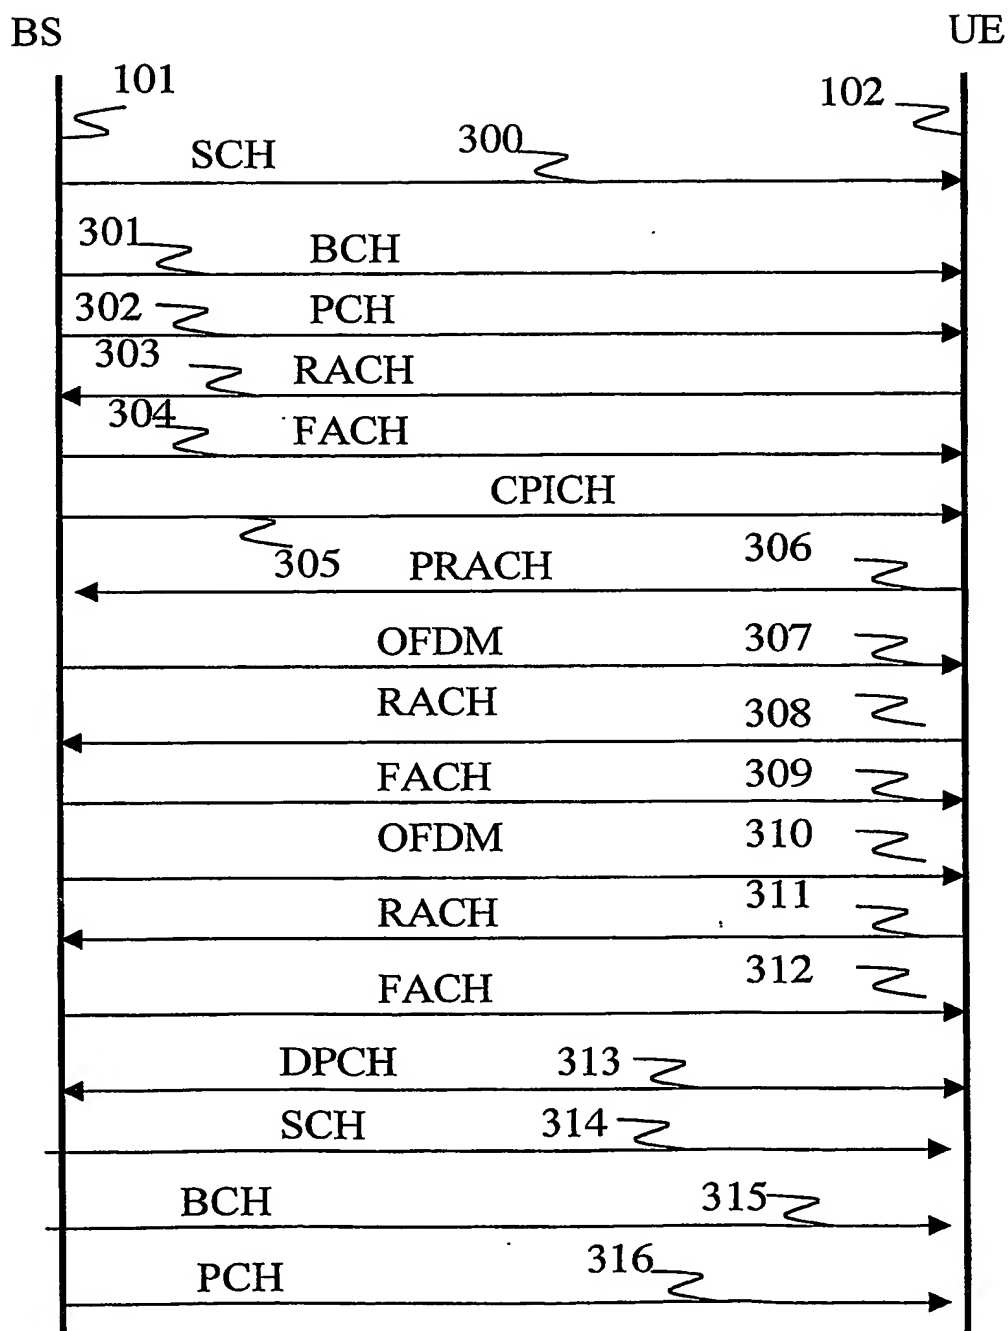 BS UE
101 102
SCH 300
301 BCH
302 PCH
303 RACH
304 FACH
CPICH
305 PRACH 306
OFDM 307
RACH 308
FACH 309
OFDM 310
RACH 311
FACH 312
DPCH 313
SCH 314
BCH 315
PCH 316